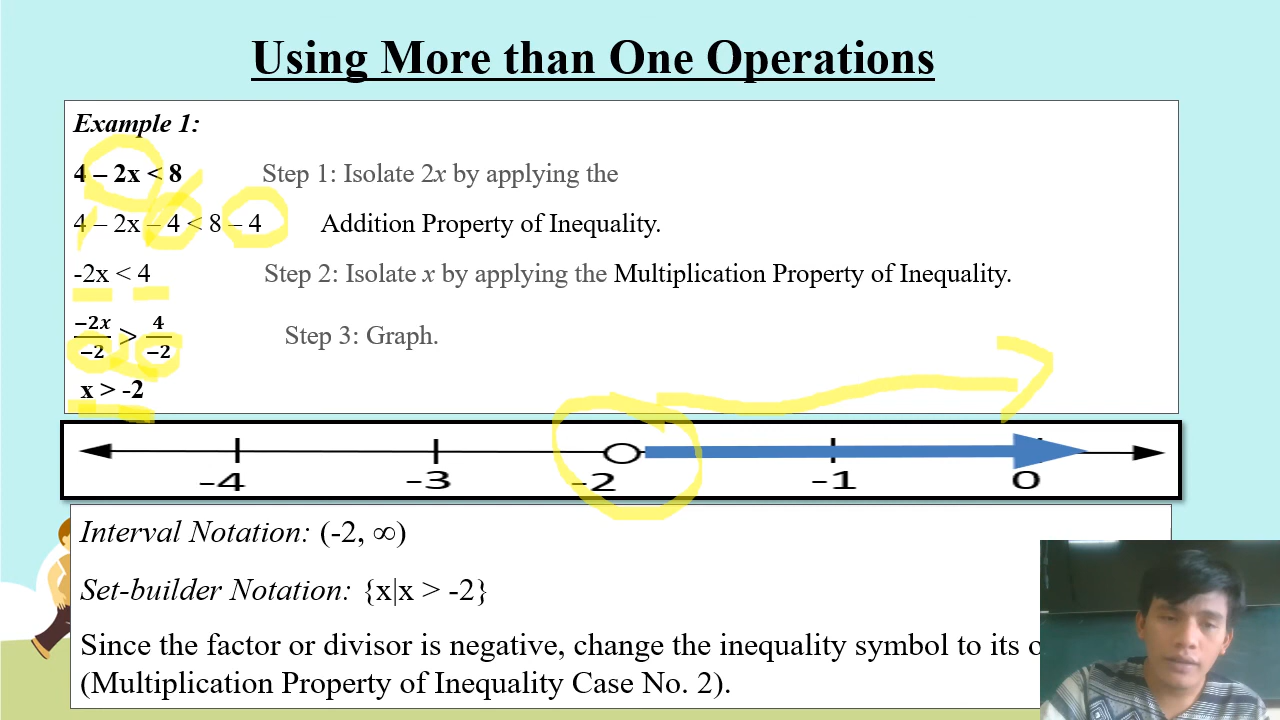 Using More than One Operations
Example 1:
4 – 2x < 8 Step 1: Isolate 2x by applying the
4 – 2x – 4 < 8 – 4 Addition Property of Inequality.
-2x < 4 Step 2: Isolate x by applying the Multiplication Property of Inequality.
−2x/−2 > 4/−2 Step 3: Graph.
x > -2
-4 -3 -2 -1 0
Interval Notation: (-2, ∞)
Set-builder Notation: {x|x > -2}
Since the factor or divisor is negative, change the inequality symbol to its
(Multiplication Property of Inequality Case No. 2).